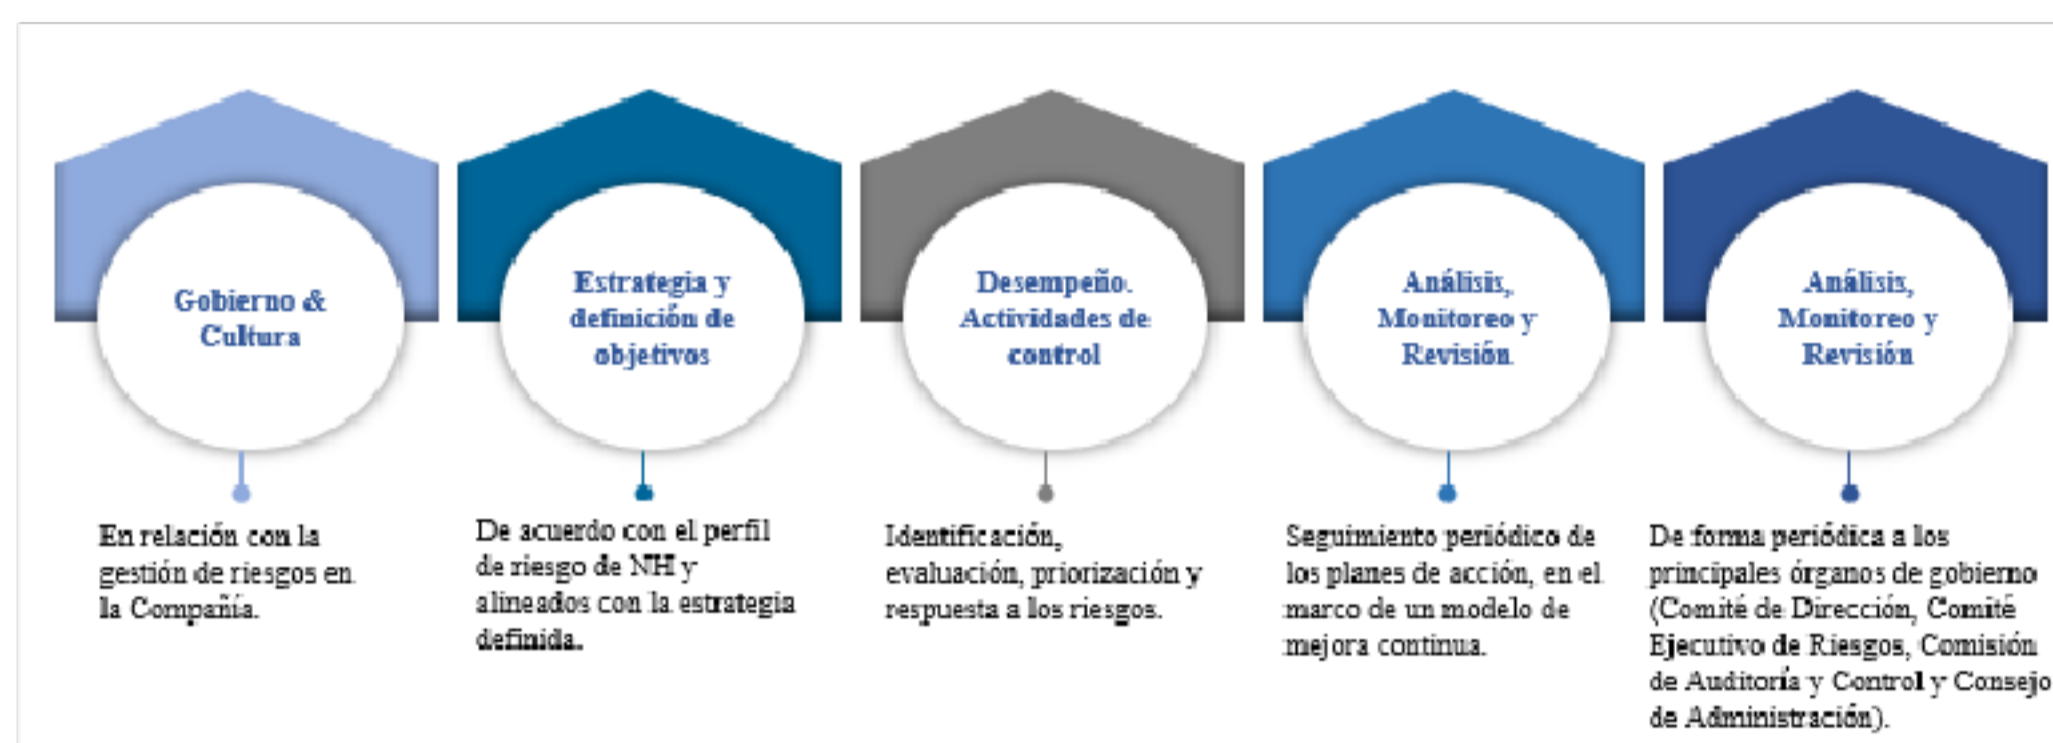 Gobierno &
Cultura
En relación con la
gestión de riesgos en
la Compañía.
Estrategia y
definición de
objetivos
De acuerdo con el perfil
de riesgo de NH y
alineados con la estrategia
definida.
Desempeño.
Actividades de
control
Identificación,
evaluación, priorización y
respuesta a los riesgos.
Análisis,
Monitoreo y
Revisión
Seguimiento periódico de
los planes de acción, en el
marco de un modelo de
mejora continua.
Análisis,
Monitoreo y
Revisión
De forma periódica a los
principales órganos de gobierno
(Comité de Dirección, Comité
Ejecutivo de Riesgos, Comisión
de Auditoría y Control y Consejo
de Administración).